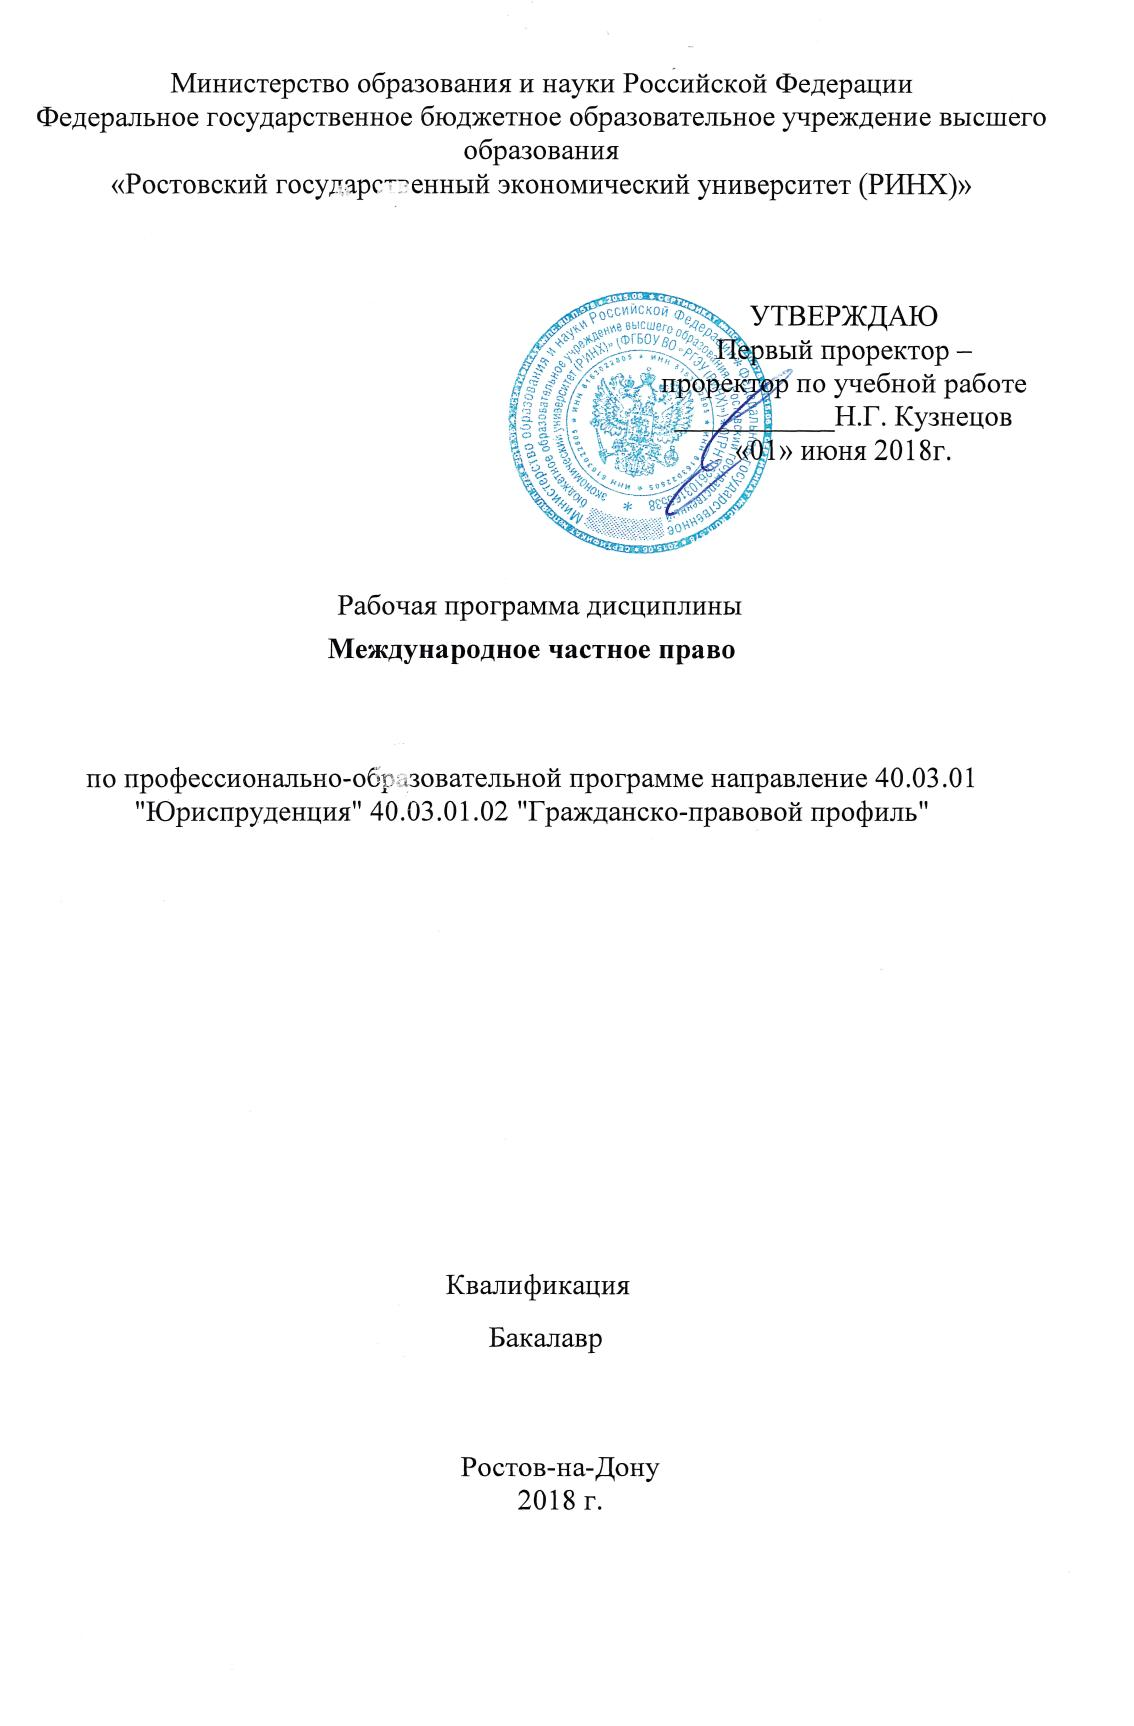 Министерство образования и науки Российской Федерации
Федеральное государственное бюджетное образовательное учреждение высшего
образования
«Ростовский государственный экономический университет (РИНХ)»
УТВЕРЖДАЮ
Первый проректор –
проректор по учебной работе
____________Н.Г. Кузнецов
«01» июня 2018г.
Рабочая программа дисциплины
Международное частное право
по профессионально-образовательной программе направление 40.03.01
"Юриспруденция" 40.03.01.02 "Гражданско-правовой профиль"
Квалификация
Бакалавр
Ростов-на-Дону
2018 г.